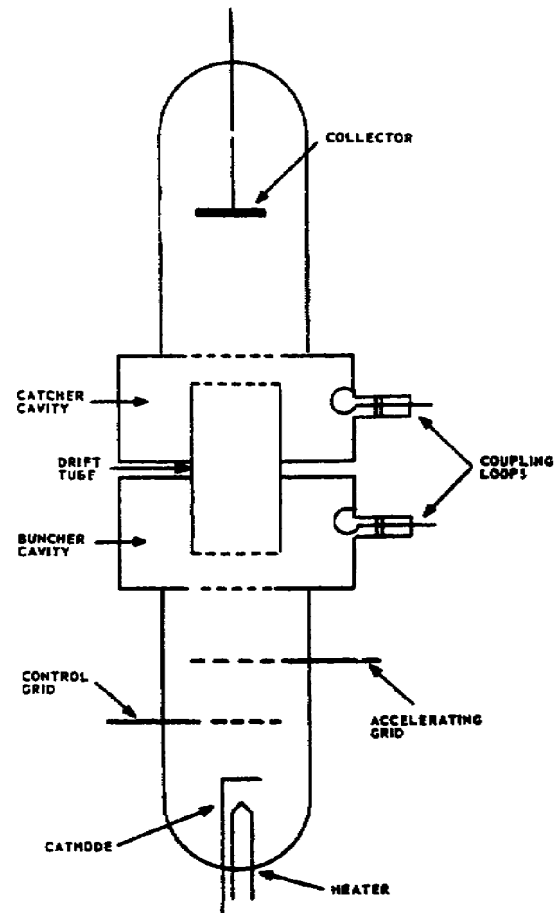 COLLECTOR
CATCHER
CAVITY
DRIFT
TUBE
COUPLING
LOOPS
BUNCHER
CAVITY
CONTROL
GRID
ACCELERATING
GRID
CATHODE
HEATER